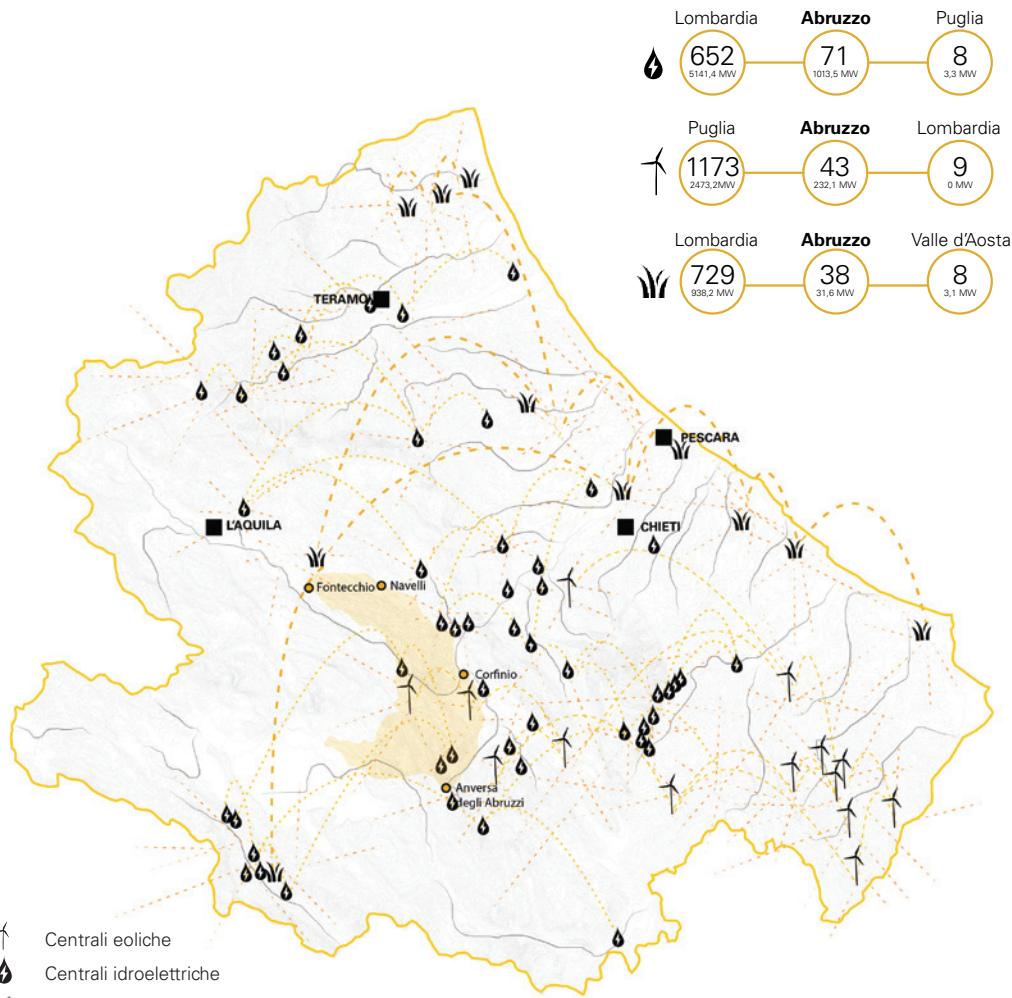 Lombardia Abruzzo Puglia
652 71 8
5141,4 MW 1013,5 MW 3,3 MW
Puglia Abruzzo Lombardia
1173 43 9
2473,2MW 232,1 MW 0 MW
Lombardia Abruzzo Valle d'Aosta
729 38 8
938,2 MW 31,6 MW 3,1 MW
TERAMO
PESCARA
L'AQUILA
CHIETI
Fontecchio
Navelli
Corfinio
Anversa
degli Abruzzi
Centrali eoliche
Centrali idroelettriche